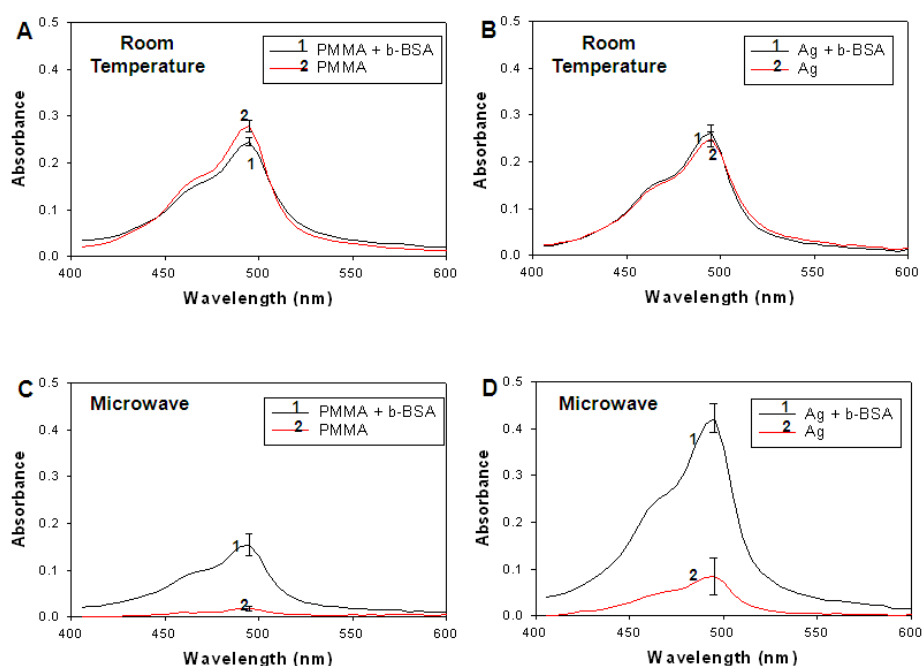 A
Room
Temperature
1 PMMA + b-BSA
2 PMMA
0.5
0.4
0.3
0.2
0.1
0.0
Absorbance
2
1
400 450 500 550 600
Wavelength (nm)
B
Room
Temperature
1 Ag + b-BSA
2 Ag
0.5
0.4
0.3
0.2
0.1
0.0
Absorbance
1
2
400 450 500 550 600
Wavelength (nm)
C
Microwave
1 PMMA + b-BSA
2 PMMA
0.5
0.4
0.3
0.2
0.1
0.0
Absorbance
1
2
400 450 500 550 600
Wavelength (nm)
D
Microwave
1 Ag + b-BSA
2 Ag
0.5
0.4
0.3
0.2
0.1
0.0
Absorbance
1
2
400 450 500 550 600
Wavelength (nm)